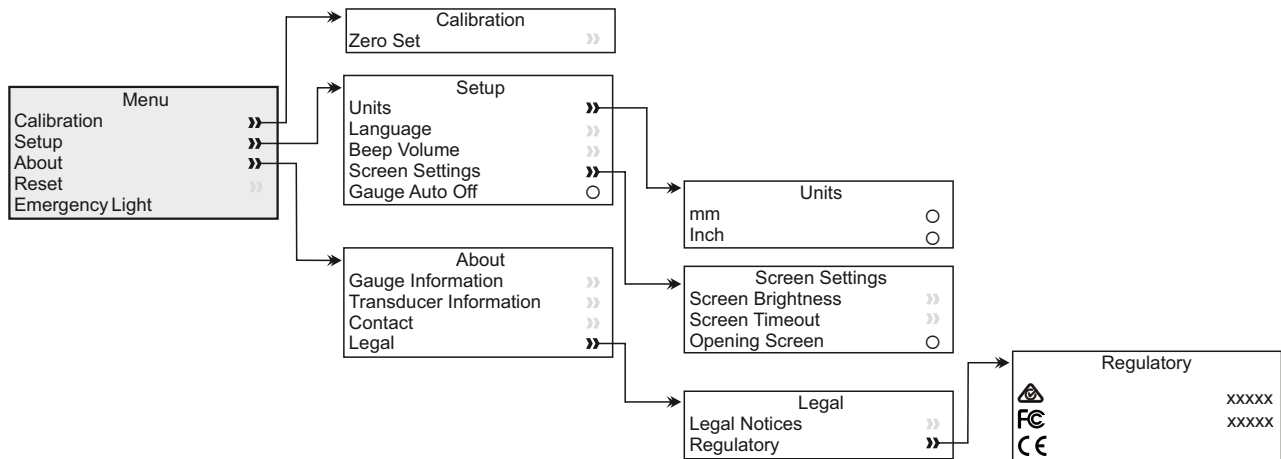 Calibration
Zero Set
Menu
Calibration
Setup
About
Reset
Emergency Light
Setup
Units
Language
Beep Volume
Screen Settings
Gauge Auto Off
About
Gauge Information
Transducer Information
Contact
Legal
Units
mm
Inch
Screen Settings
Screen Brightness
Screen Timeout
Opening Screen
Legal
Legal Notices
Regulatory
Regulatory
xxxxx
FC xxxxx
CE